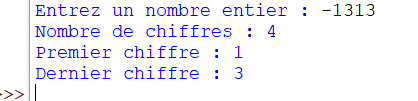 Entrez un nombre entier : -1313
Nombre de chiffres : 4
Premier chiffre : 1
Dernier chiffre : 3
>>>